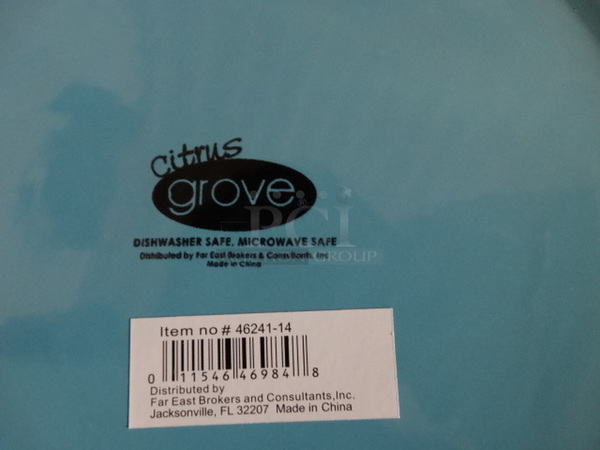 citrus
grove
PCI
GROUP
DISHWASHER SAFE, MICROWAVE SAFE
Distributed by Far East Brokers & Consultants, Inc.
Made in China
Item no # 46241-14
0 11546 46984 8
Distributed by
Far East Brokers and Consultants,Inc.
Jacksonville, FL 32207 Made in China